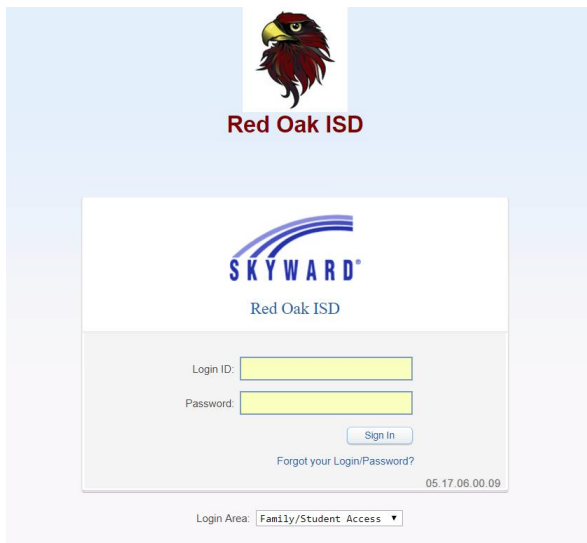 Red Oak ISD
SKYWARD®
Red Oak ISD
Login ID:
Password:
Sign In
Forgot your Login/Password?
05.17.06.00.09
Login Area: Family/Student Access ▼